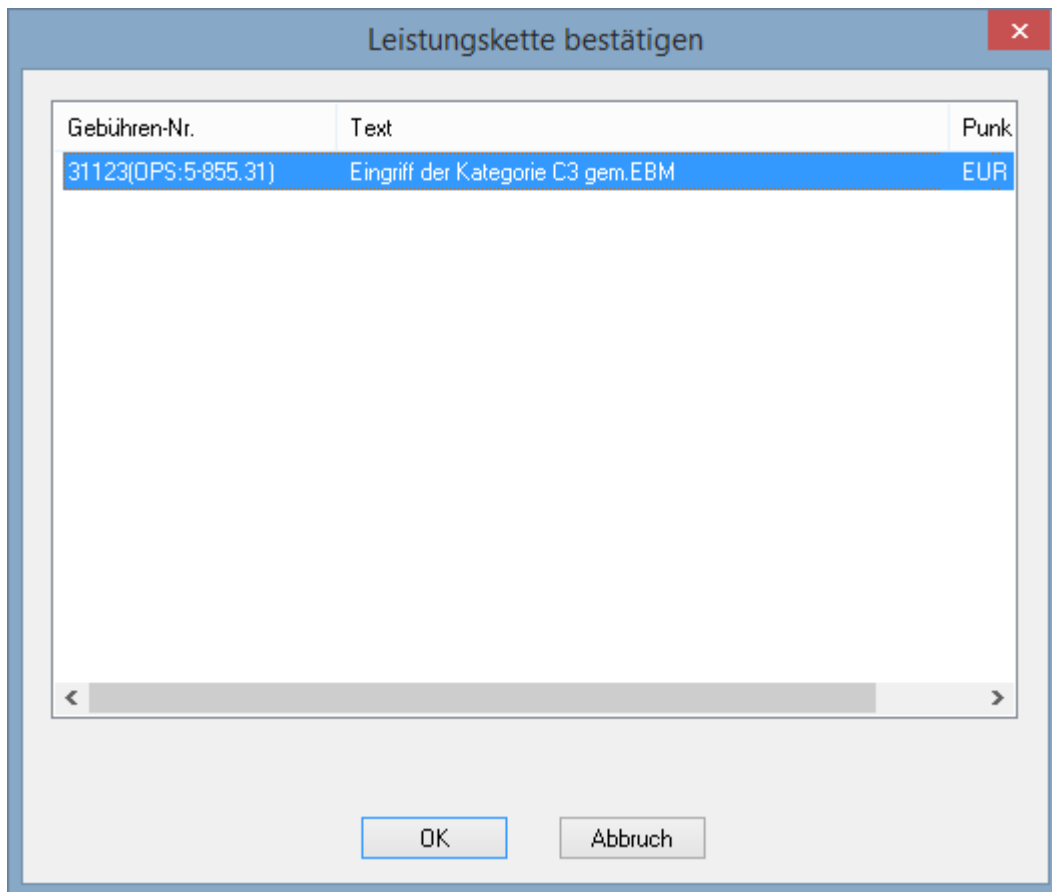 Leistungskette bestätigen
Gebühren-Nr. Text Punk
31123(OPS:5-855.31) Eingriff der Kategorie C3 gem.EBM EUR
OK Abbruch